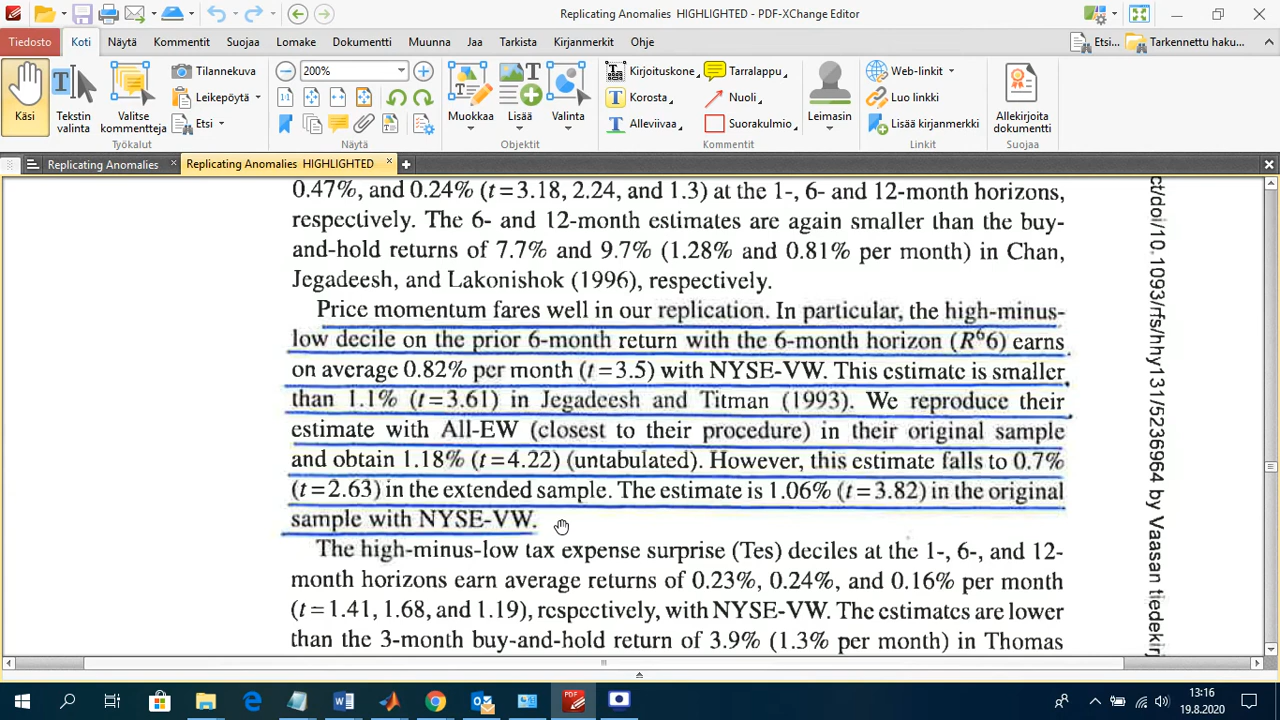 Replicating Anomalies HIGHLIGHTED - PDF-XChange Editor
Tiedosto Koti Näytä Kommentit Suojaa Lomake Dokumentti Muunna Jaa Tarkista Kirjanmerkit Ohje
Etsi... Tarkennettu haku...
Käsi
Tekstin valinta
Valitse kommentteja
Tilannekuva
Leikepöytä
Etsi
Työkalut
200%
Näytä
Muokkaa
Lisää
Valinta
Objektit
Kirjoituskone
Korosta
Alleviivaa
Tarralappu
Nuoli
Suorakulmio
Leimasin
Kommentit
Web-linkit
Luo linkki
Lisää kirjanmerkki
Linkit
Allekirjoita dokumentti
Suojaa
Replicating Anomalies
Replicating Anomalies HIGHLIGHTED
0.47%, and 0.24% (t=3.18, 2.24, and 1.3) at the 1-, 6- and 12-month horizons,
respectively. The 6- and 12-month estimates are again smaller than the buy-
and-hold returns of 7.7% and 9.7% (1.28% and 0.81% per month) in Chan,
Jegadeesh, and Lakonishok (1996), respectively.
Price momentum fares well in our replication. In particular, the high-minus-
low decile on the prior 6-month return with the 6-month horizon (R⁶6) earns
on average 0.82% per month (t=3.5) with NYSE-VW. This estimate is smaller
than 1.1% (t=3.61) in Jegadeesh and Titman (1993). We reproduce their
estimate with All-EW (closest to their procedure) in their original sample
and obtain 1.18% (t=4.22) (untabulated). However, this estimate falls to 0.7%
(t=2.63) in the extended sample. The estimate is 1.06% (t=3.82) in the original
sample with NYSE-VW.
The high-minus-low tax expense surprise (Tes) deciles at the 1-, 6-, and 12-
month horizons earn average returns of 0.23%, 0.24%, and 0.16% per month
(t=1.41, 1.68, and 1.19), respectively, with NYSE-VW. The estimates are lower
than the 3-month buy-and-hold return of 3.9% (1.3% per month) in Thomas
ct/doi/10.1093/rfs/hhy131/5236964 by Vaasan tiedekirj
13:16
19.8.2020